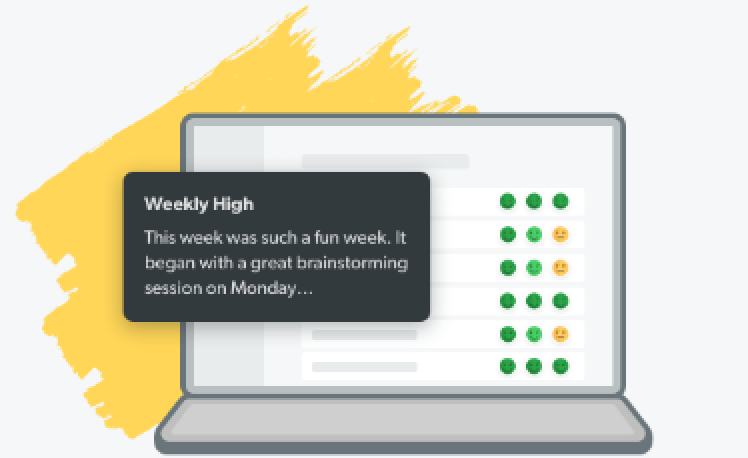 Weekly High
This week was such a fun week. It
began with a great brainstorming
session on Monday...